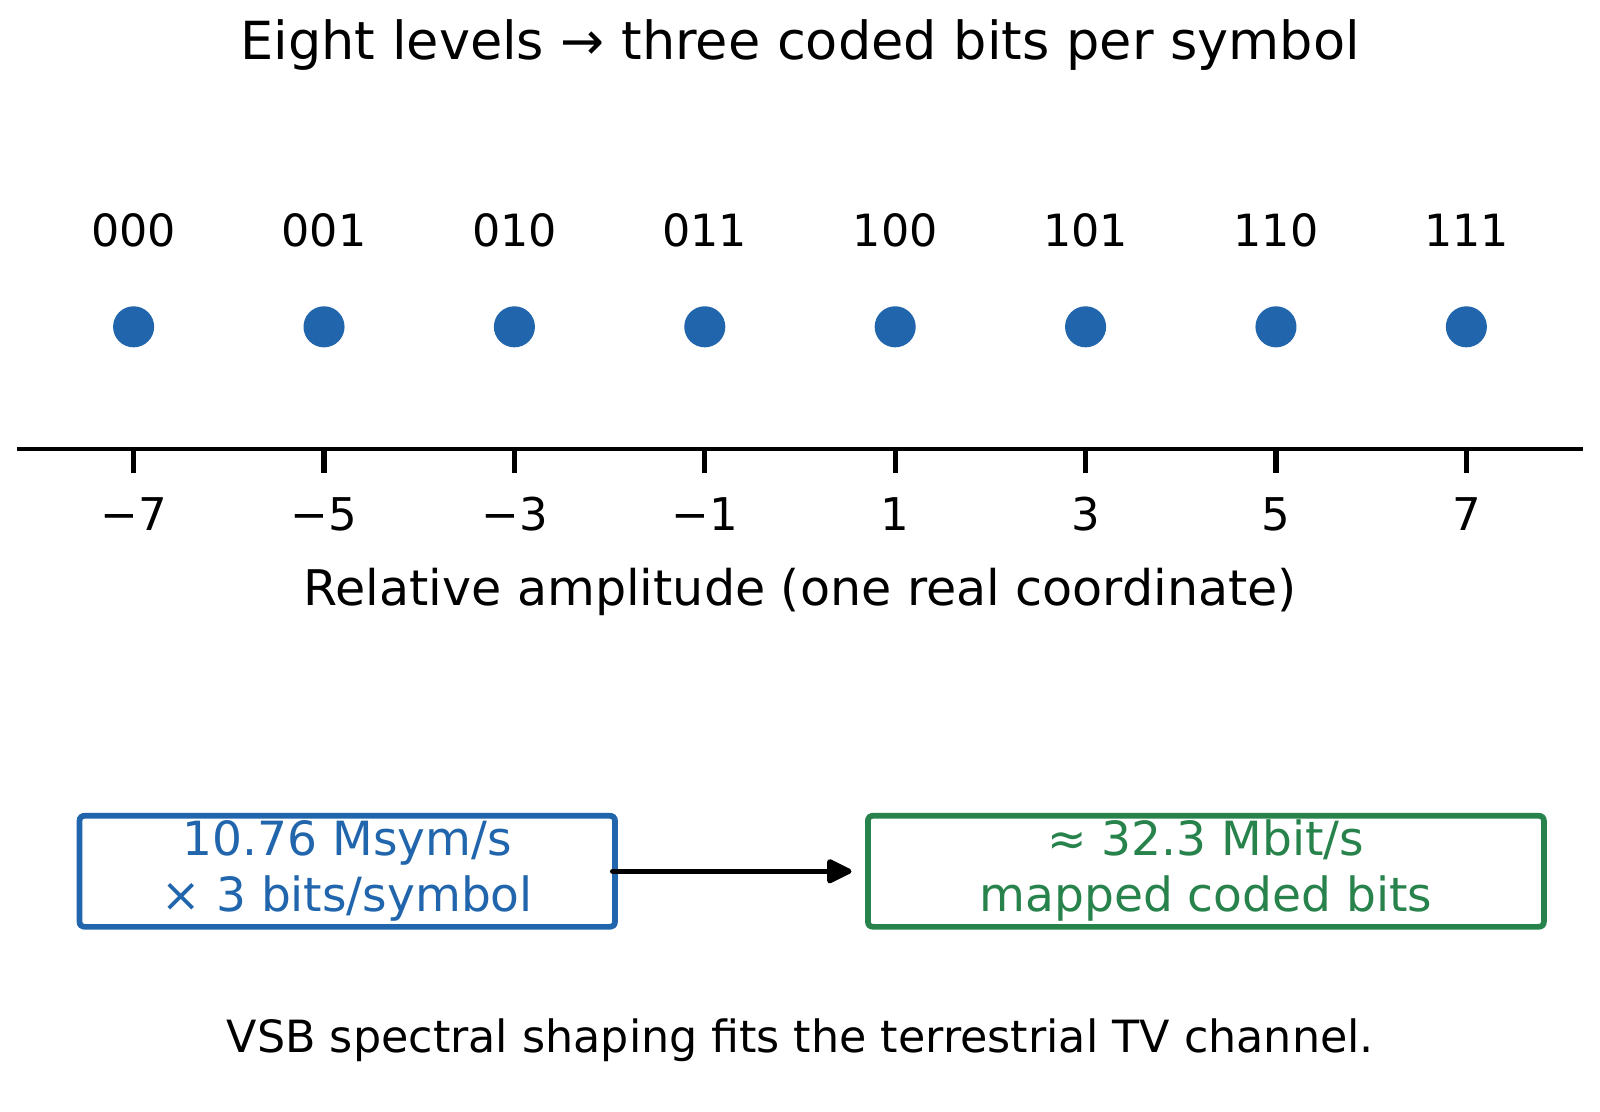 Eight levels → three coded bits per symbol
000 001 010 011 100 101 110 111
−7 −5 −3 −1 1 3 5 7
Relative amplitude (one real coordinate)
10.76 Msym/s
× 3 bits/symbol
≈ 32.3 Mbit/s
mapped coded bits
VSB spectral shaping fits the terrestrial TV channel.